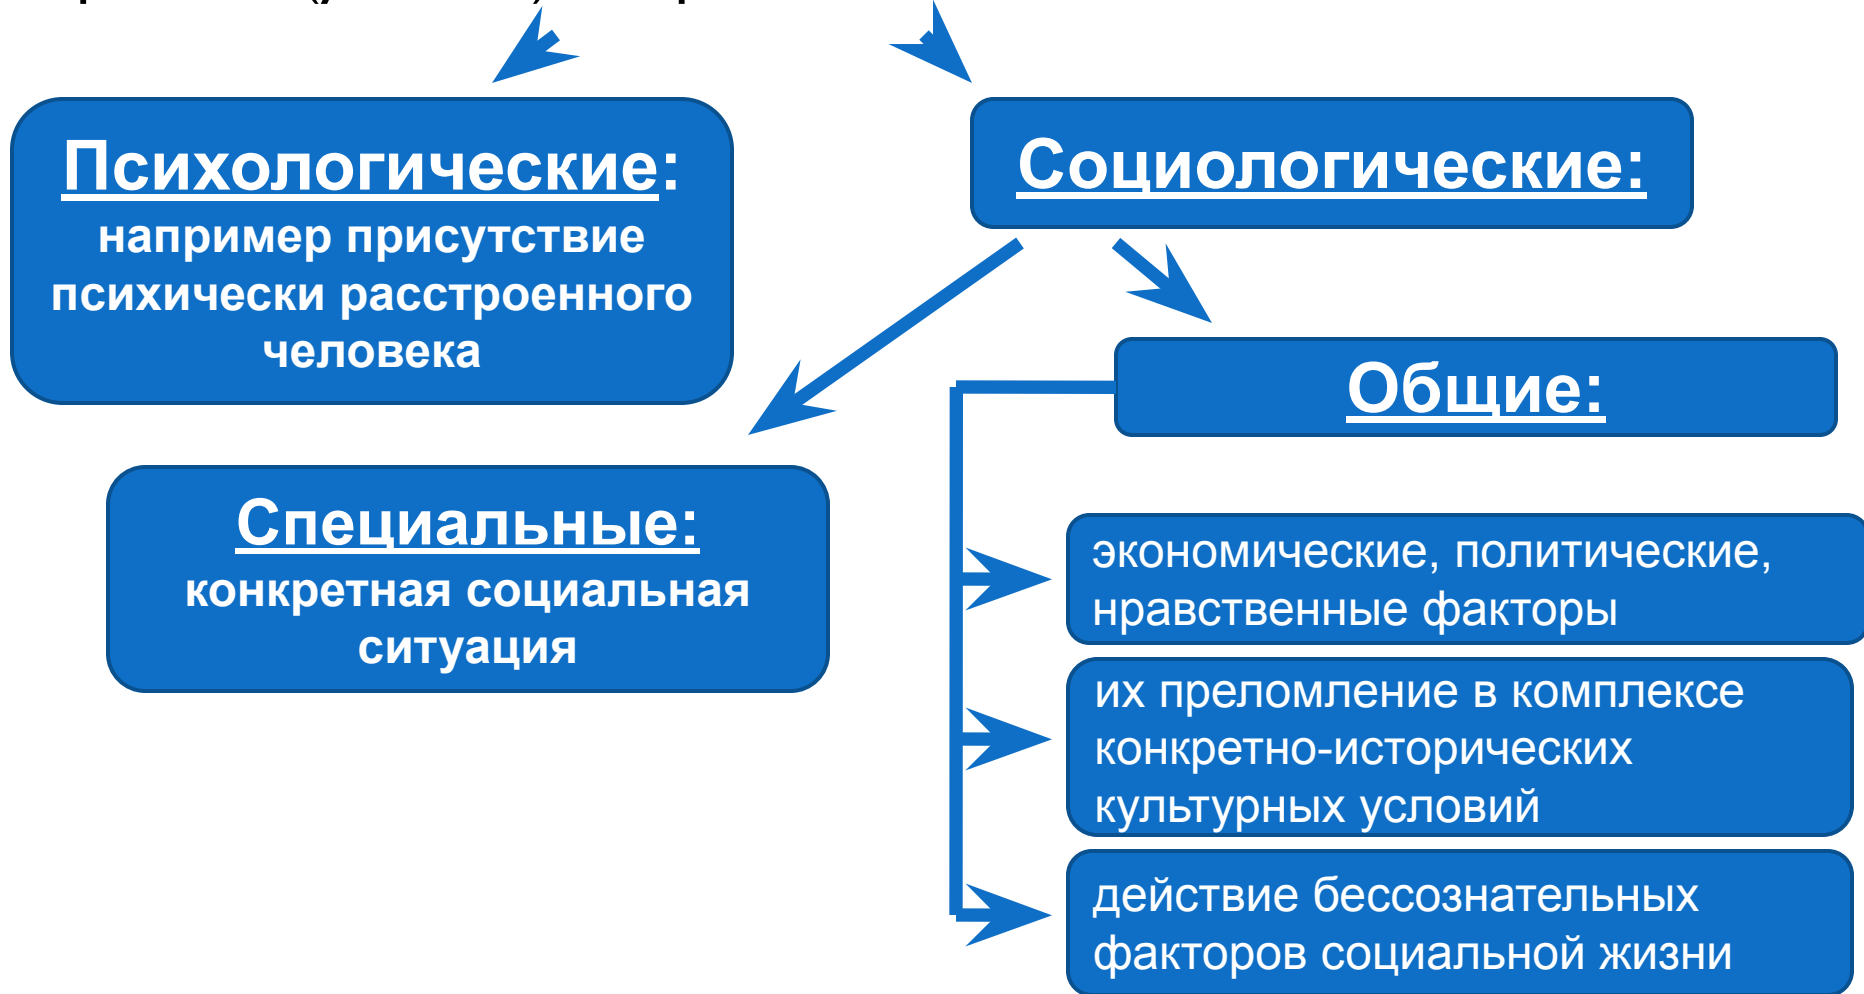 Психологические:
например присутствие
психически расстроенного
человека
Социологические:
Общие:
Специальные:
конкретная социальная
ситуация
экономические, политические,
нравственные факторы
их преломление в комплексе
конкретно-исторических
культурных условий
действие бессознательных
факторов социальной жизни